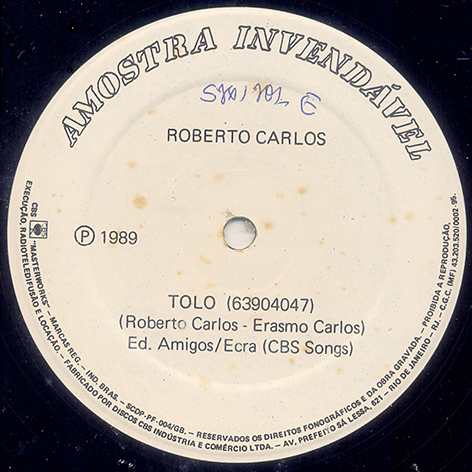 AMOSTRA INVENDÁVEL
ROBERTO CARLOS
℗ 1989
TOLO (63904047)
(Roberto Carlos - Erasmo Carlos)
Ed. Amigos/Ecra (CBS Songs)
CBS "MASTERWORKS" - MARCAS REG. - IND. BRAS. - SCDP-PF-004/GB. - RESERVADOS OS DIREITOS FONOGRÁFICOS E DA OBRA GRAVADA. - PROIBIDA A REPRODUÇÃO,
EXECUÇÃO, RADIOTELEDIFUSÃO E LOCAÇÃO. - FABRICADO POR DISCOS CBS INDÚSTRIA E COMÉRCIO LTDA. - AV. PREFEITO SÁ LESSA, 621 - RIO DE JANEIRO - RJ. - C.G.C. (MF) 43.203.520/0002-95.